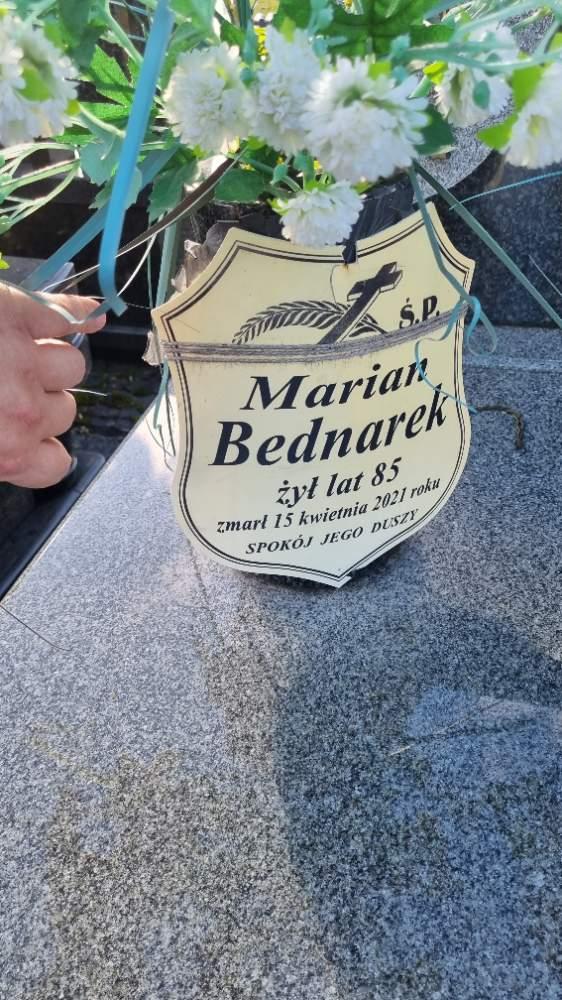 Ś.P.
Marian
Bednarek
żył lat 85
zmarł 15 kwietnia 2021 roku
SPOKÓJ JEGO DUSZY